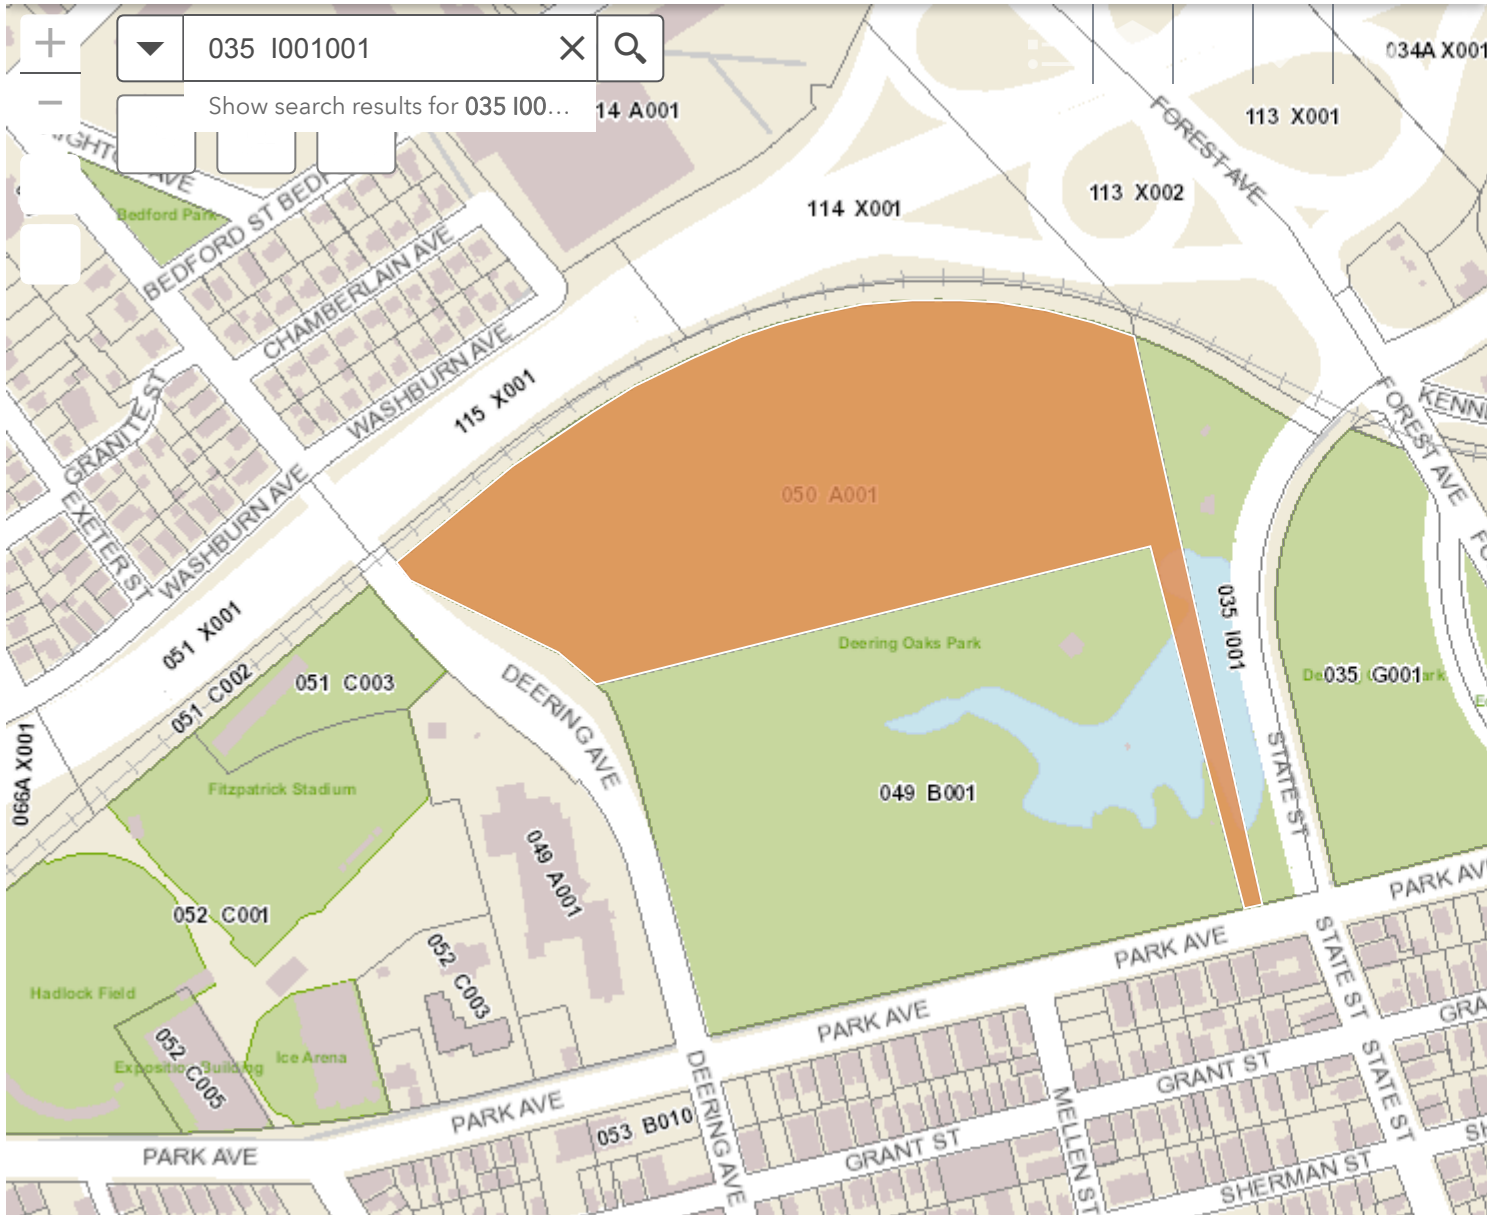 035 I001001
Show search results for 035 I00...
14 A001
034A X001
113 X001
FOREST AVE
113 X002
114 X001
AVE
Bedford Park
BEDFORD ST
CHAMBERLAIN AVE
WASHBURN AVE
115 X001
GRANITE ST
EXETER ST
WASHBURN AVE
FOREST AVE
050 A001
051 X001
051 C002
051 C003
066A X001
DEERING AVE
Deering Oaks Park
035 I001
035 G001
049 B001
STATE ST
Fitzpatrick Stadium
049 A001
052 C001
052 C003
Hadlock Field
052 C005
Exposition Building
Ice Arena
PARK AVE
PARK AVE
PARK AVE
PARK AVE
PARK AV
STATE ST
STATE ST
DEERING AVE
053 B010
MELLEN ST
GRANT ST
GRANT ST
GRA
SHERMAN ST
SH